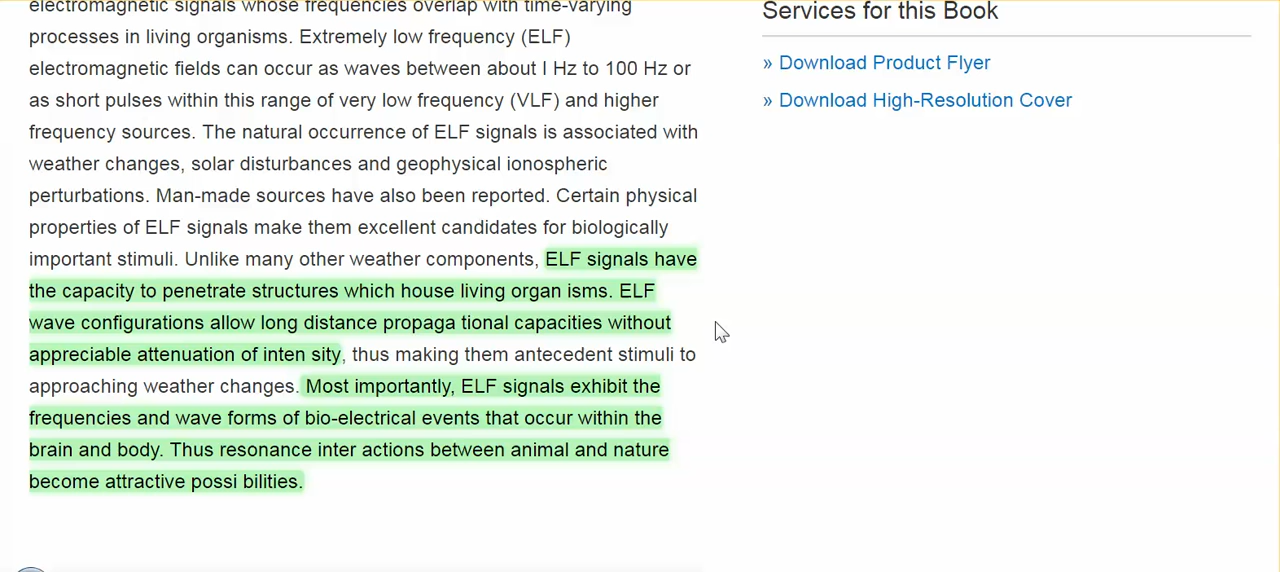 electromagnetic signals whose frequencies overlap with time-varying
processes in living organisms. Extremely low frequency (ELF)
electromagnetic fields can occur as waves between about l Hz to 100 Hz or
as short pulses within this range of very low frequency (VLF) and higher
frequency sources. The natural occurrence of ELF signals is associated with
weather changes, solar disturbances and geophysical ionospheric
perturbations. Man-made sources have also been reported. Certain physical
properties of ELF signals make them excellent candidates for biologically
important stimuli. Unlike many other weather components, ELF signals have
the capacity to penetrate structures which house living organ isms. ELF
wave configurations allow long distance propaga tional capacities without
appreciable attenuation of inten sity, thus making them antecedent stimuli to
approaching weather changes. Most importantly, ELF signals exhibit the
frequencies and wave forms of bio-electrical events that occur within the
brain and body. Thus resonance inter actions between animal and nature
become attractive possi bilities.
Services for this Book
» Download Product Flyer
» Download High-Resolution Cover